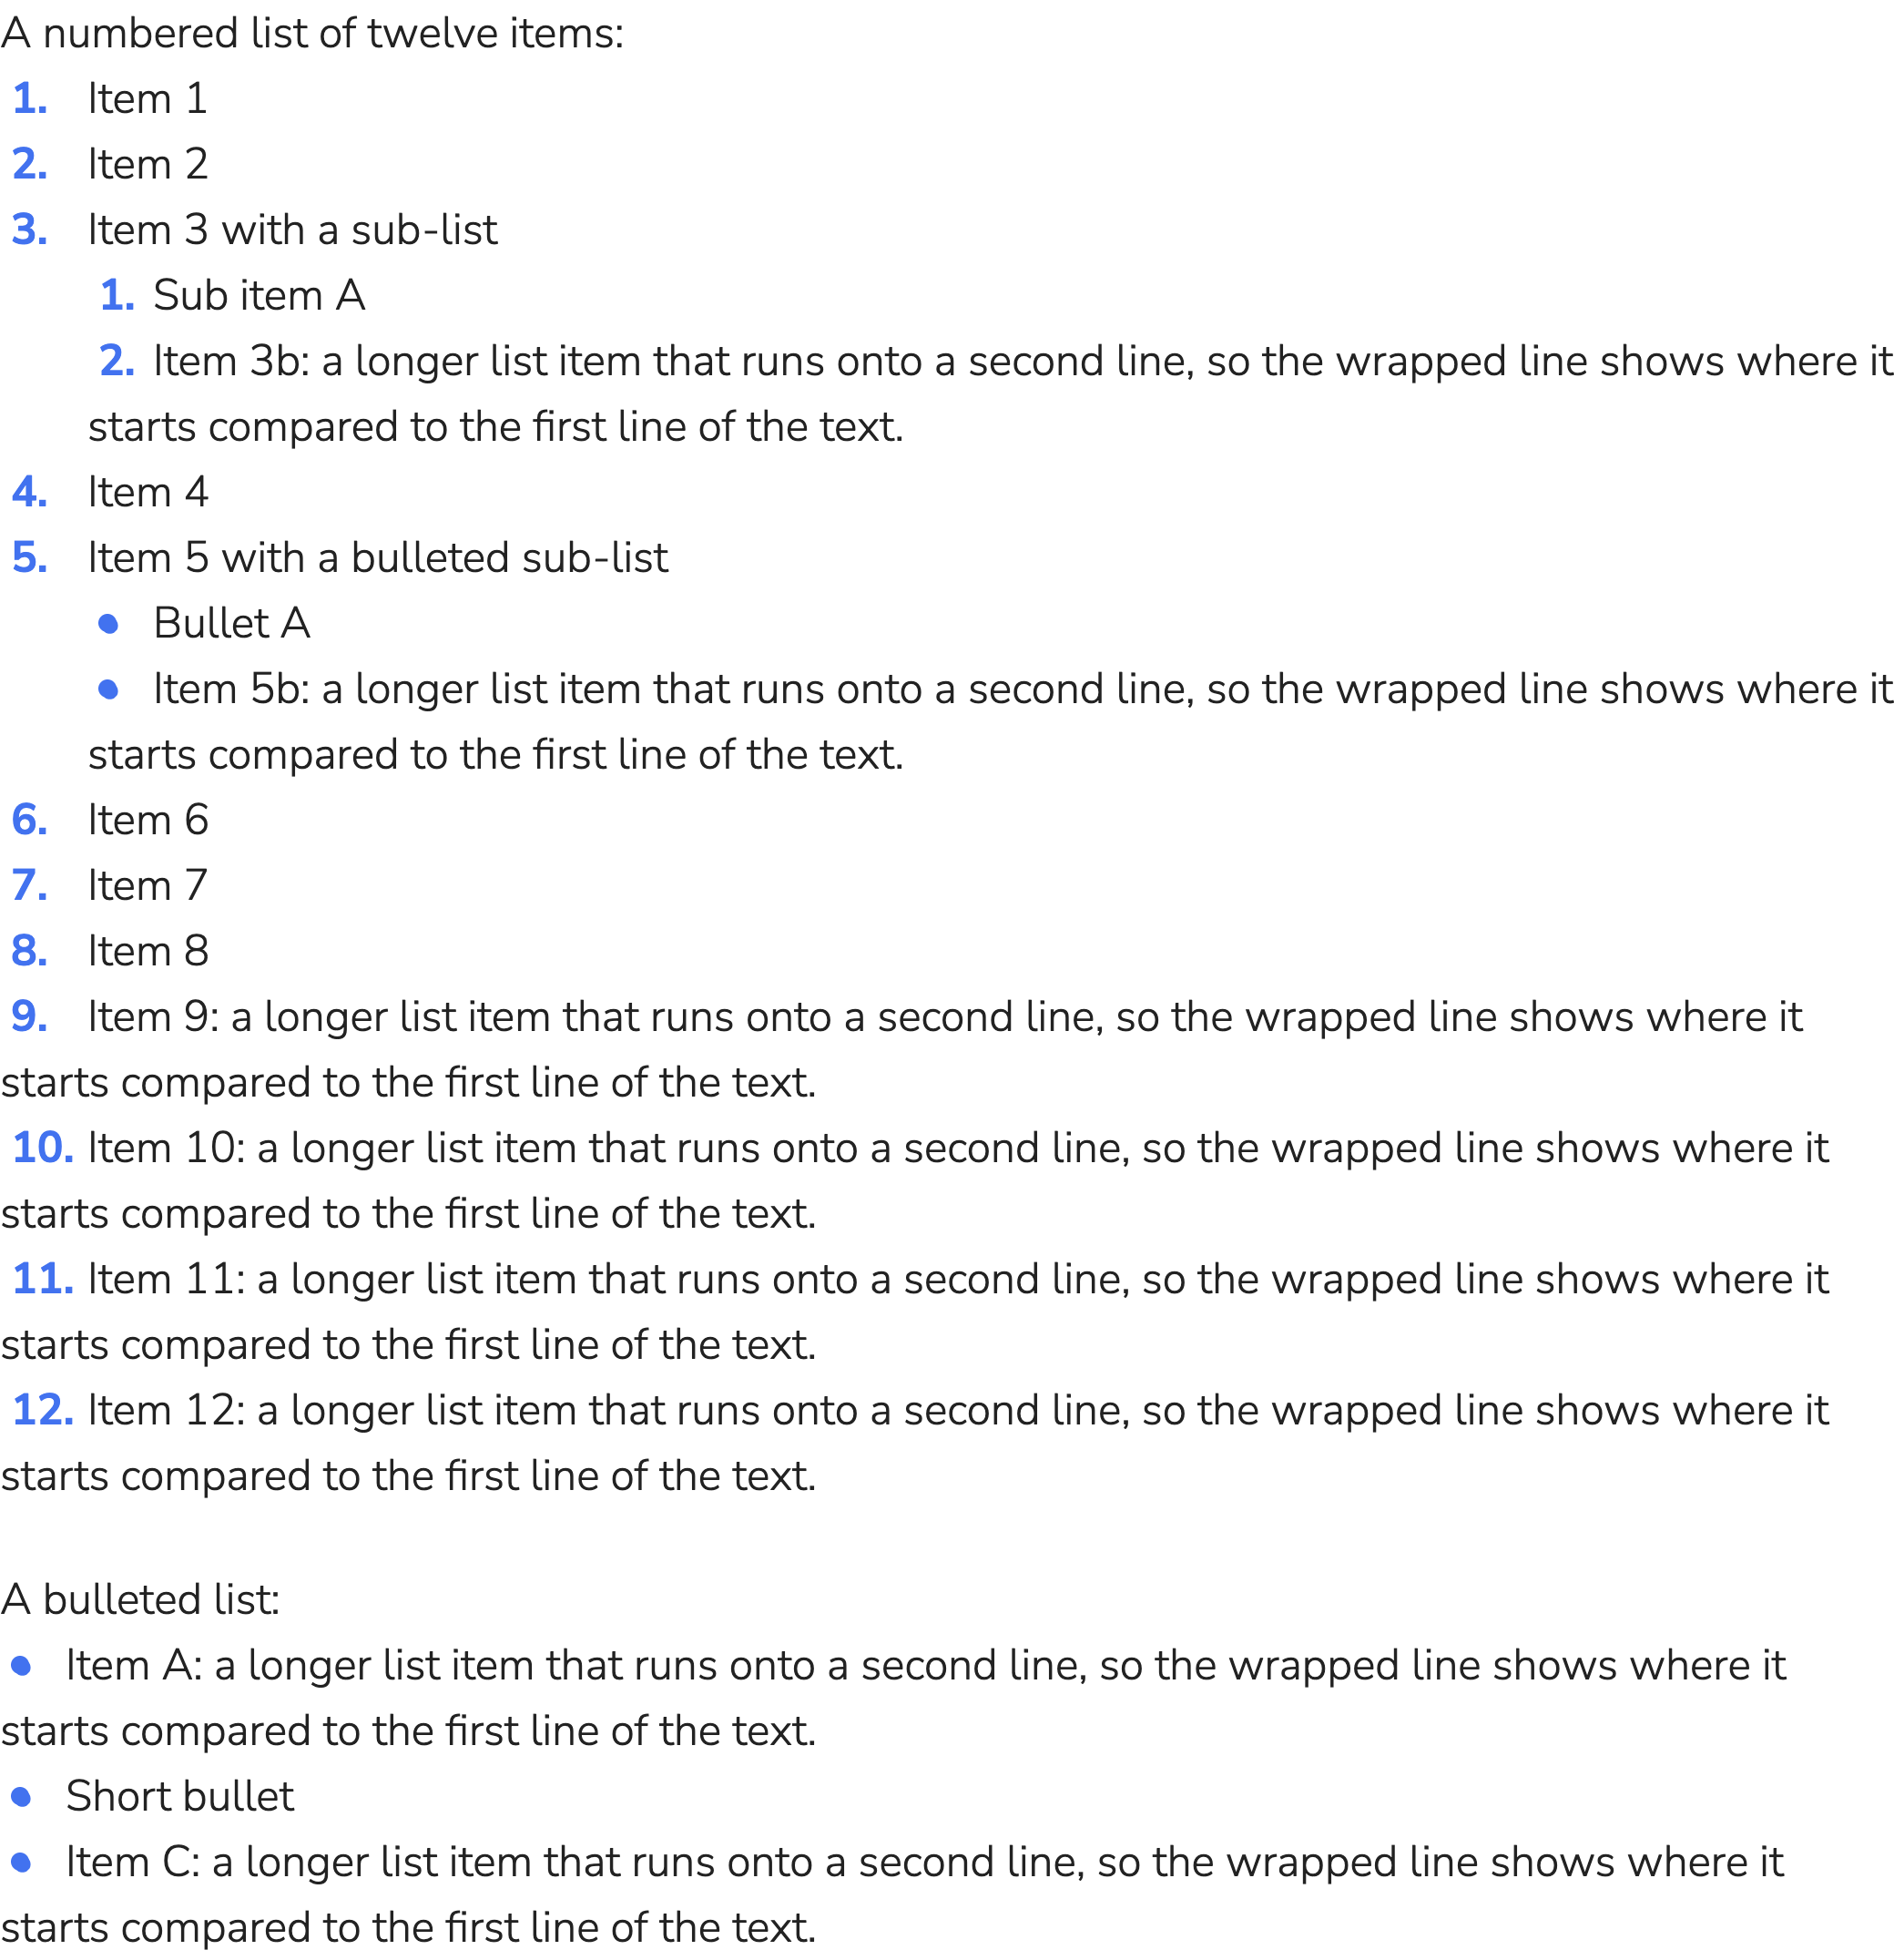 A numbered list of twelve items:
1. Item 1
2. Item 2
3. Item 3 with a sub-list
1. Sub item A
2. Item 3b: a longer list item that runs onto a second line, so the wrapped line shows where it
starts compared to the first line of the text.
4. Item 4
5. Item 5 with a bulleted sub-list
• Bullet A
• Item 5b: a longer list item that runs onto a second line, so the wrapped line shows where it
starts compared to the first line of the text.
6. Item 6
7. Item 7
8. Item 8
9. Item 9: a longer list item that runs onto a second line, so the wrapped line shows where it
starts compared to the first line of the text.
10. Item 10: a longer list item that runs onto a second line, so the wrapped line shows where it
starts compared to the first line of the text.
11. Item 11: a longer list item that runs onto a second line, so the wrapped line shows where it
starts compared to the first line of the text.
12. Item 12: a longer list item that runs onto a second line, so the wrapped line shows where it
starts compared to the first line of the text.
A bulleted list:
• Item A: a longer list item that runs onto a second line, so the wrapped line shows where it
starts compared to the first line of the text.
• Short bullet
• Item C: a longer list item that runs onto a second line, so the wrapped line shows where it
starts compared to the first line of the text.